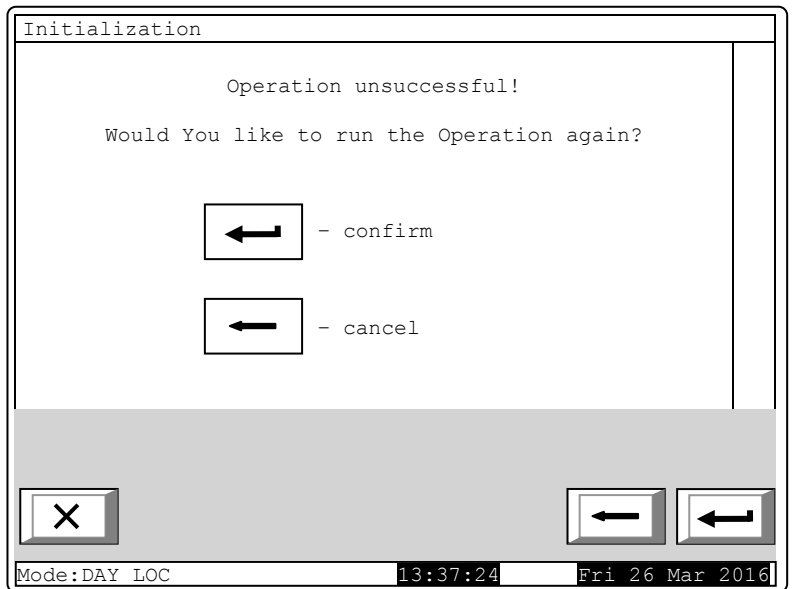 Initialization
Operation unsuccessful!
Would You like to run the Operation again?
- confirm
- cancel
Mode:DAY LOC 13:37:24 Fri 26 Mar 2016